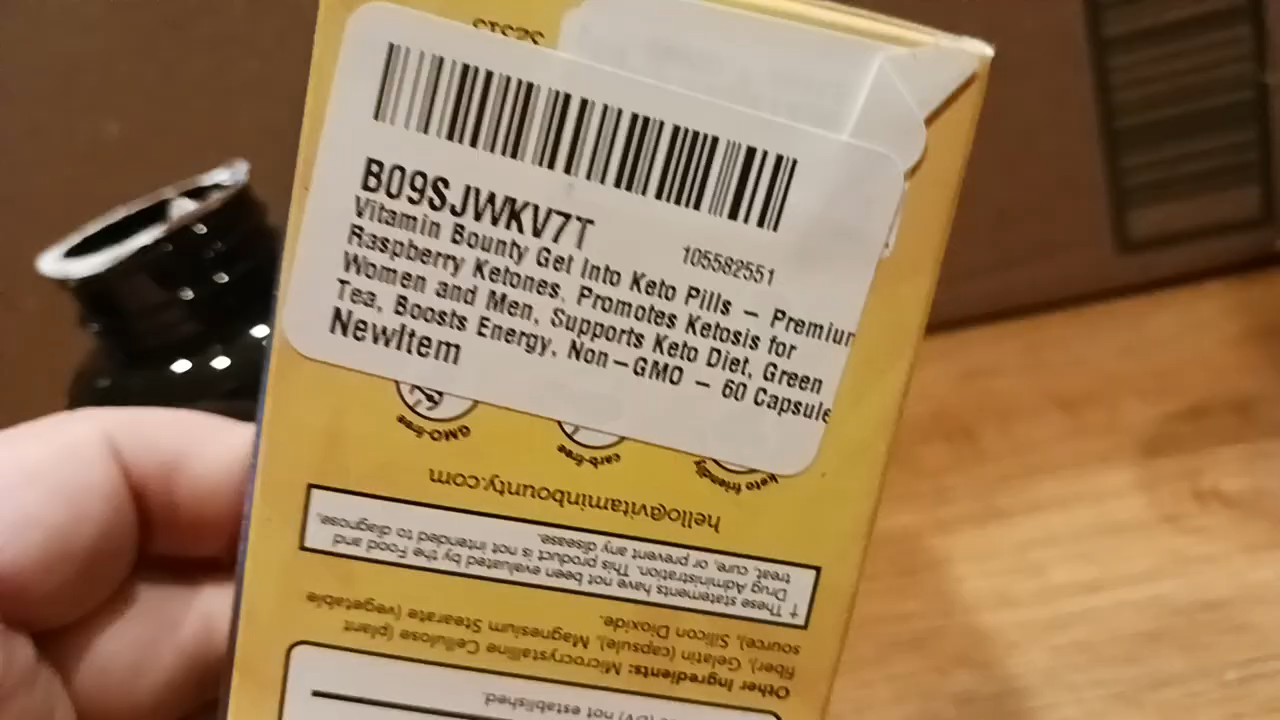 B09SJWKV7T
105582551
Vitamin Bounty Get Into Keto Pills – Premium
Raspberry Ketones, Promotes Ketosis for
Women and Men, Supports Keto Diet, Green
Tea, Boosts Energy, Non-GMO – 60 Capsule
NewItem
GMO-free
carb-free
keto friendly
hello@vitaminbounty.com
† These statements have not been evaluated by the Food and
Drug Administration. This product is not intended to diagnose,
treat, cure, or prevent any disease.
Other Ingredients: Microcrystalline Cellulose (plant
fiber), Gelatin (capsule), Magnesium Stearate (vegetable
source), Silicon Dioxide.
(DV) not established.